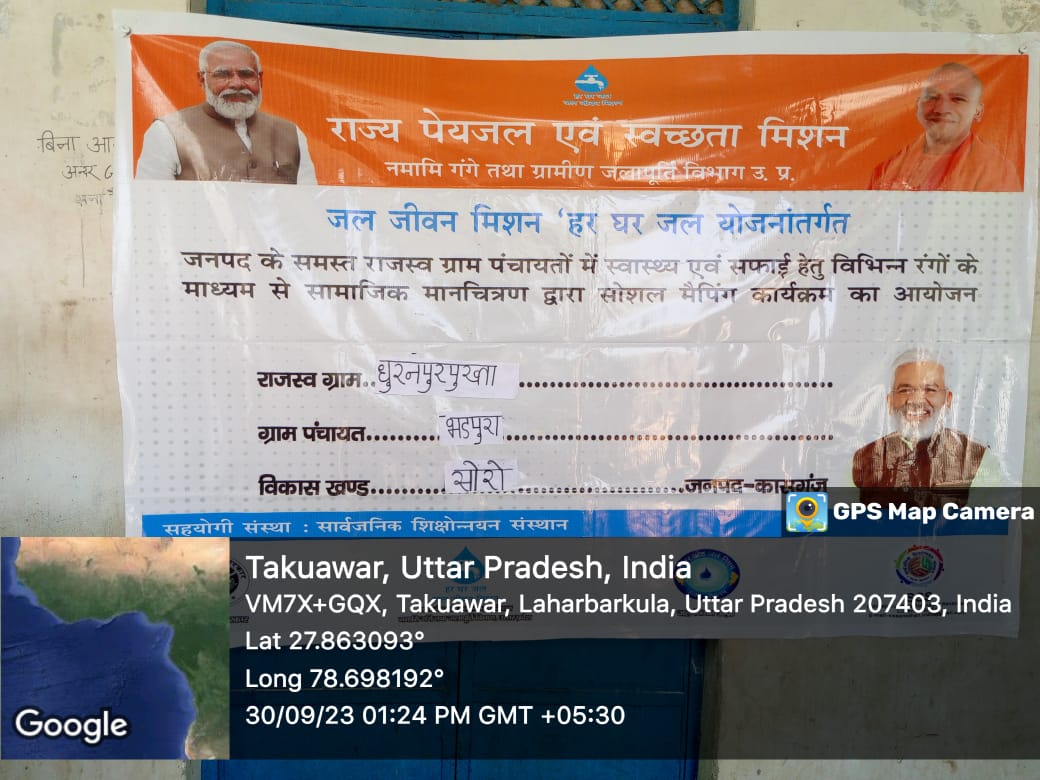 हर घर जल
राज्य पेयजल एवं स्वच्छता मिशन
नमामि गंगे तथा ग्रामीण जलापूर्ति विभाग उ. प्र.
बिना आ
जल जीवन मिशन 'हर घर जल योजनांतर्गत
जनपद के समस्त राजस्व ग्राम पंचायतों में स्वास्थ्य एवं सफाई हेतु विभिन्न रंगों के
माध्यम से सामाजिक मानचित्रण द्वारा सोशल मैपिंग कार्यक्रम का आयोजन
राजस्व ग्राम..धुरनपुरपुख्ता..............................
ग्राम पंचायत.........भडपुरा..............................
विकास खण्ड.........सोरो.....................जनपद-कासगंज
सहयोगी संस्था : सार्वजनिक शिक्षोन्नयन संस्थान
GPS Map Camera
Takuawar, Uttar Pradesh, India
VM7X+GQX, Takuawar, Laharbarkula, Uttar Pradesh 207403, India
Lat 27.863093°
Long 78.698192°
30/09/23 01:24 PM GMT +05:30
Google